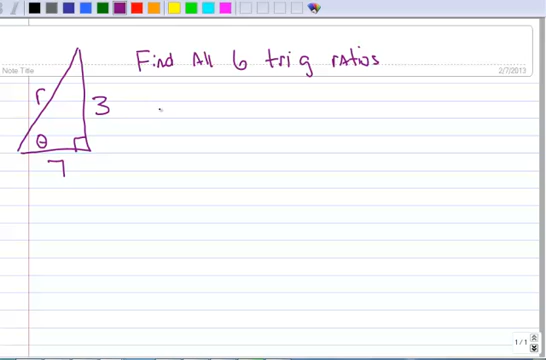 Find All 6 trig ratios
Note Title
2/7/2013
r
3
θ
7
1/1